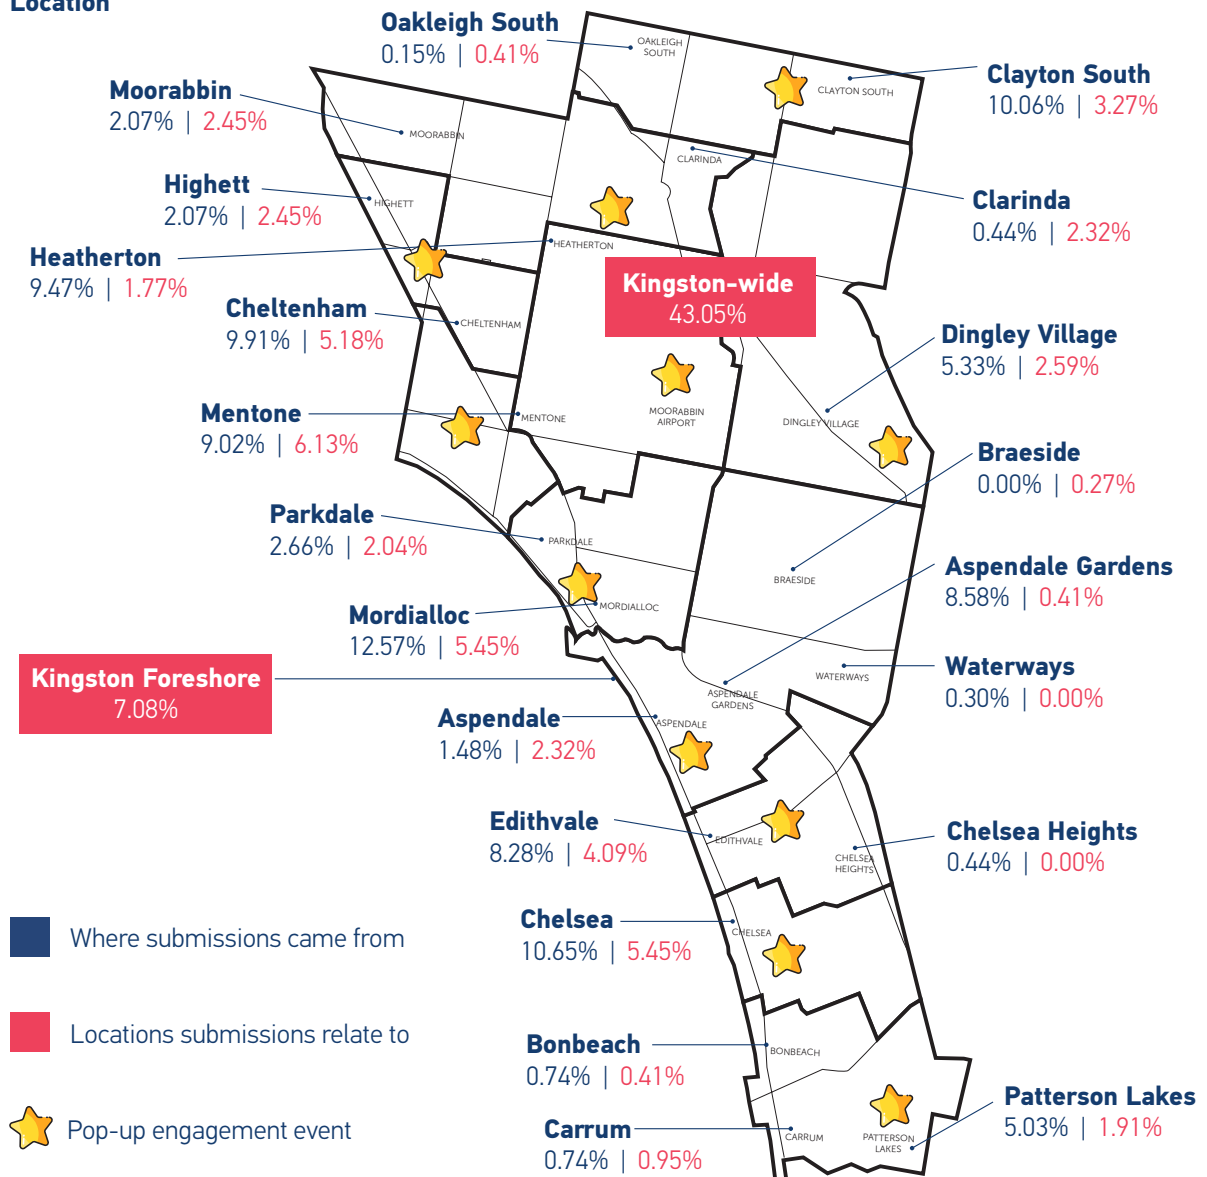 Location
Oakleigh South
0.15% | 0.41%
OAKLEIGH
SOUTH
Clayton South
10.06% | 3.27%
CLAYTON SOUTH
Moorabbin
2.07% | 2.45%
MOORABBIN
CLARINDA
Highett
2.07% | 2.45%
HIGHETT
Clarinda
0.44% | 2.32%
Heatherton
9.47% | 1.77%
HEATHERTON
Kingston-wide
43.05%
Cheltenham
9.91% | 5.18%
CHELTENHAM
Dingley Village
5.33% | 2.59%
Mentone
9.02% | 6.13%
MENTONE
MOORABBIN
AIRPORT
DINGLEY VILLAGE
Braeside
0.00% | 0.27%
Parkdale
2.66% | 2.04%
PARKDALE
BRAESIDE
Aspendale Gardens
8.58% | 0.41%
Mordialloc
12.57% | 5.45%
MORDIALLOC
Kingston Foreshore
7.08%
Waterways
0.30% | 0.00%
WATERWAYS
ASPENDALE
GARDENS
Aspendale
1.48% | 2.32%
ASPENDALE
Edithvale
8.28% | 4.09%
EDITHVALE
Chelsea Heights
0.44% | 0.00%
CHELSEA
HEIGHTS
Chelsea
10.65% | 5.45%
CHELSEA
Where submissions came from
Locations submissions relate to
Pop-up engagement event
Bonbeach
0.74% | 0.41%
BONBEACH
Carrum
0.74% | 0.95%
CARRUM
PATTERSON
LAKES
Patterson Lakes
5.03% | 1.91%